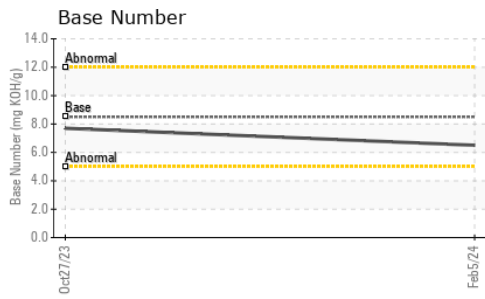 Base Number
Base Number (mg KOH/g)
14.0
12.0
10.0
8.0
6.0
4.0
2.0
0.0
Abnormal
Base
Abnormal
Oct27/23
Feb5/24